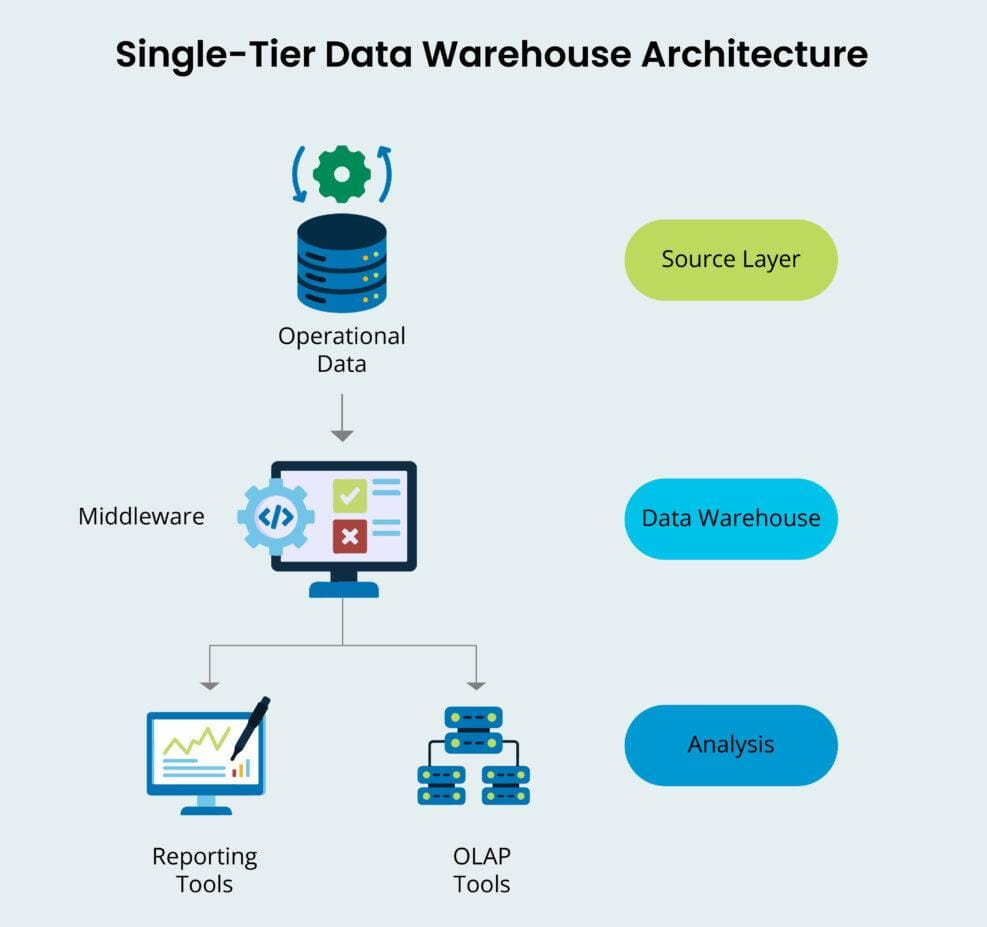 Single-Tier Data Warehouse Architecture
Source Layer
Operational
Data
Middleware
Data Warehouse
Analysis
Reporting
Tools
OLAP
Tools